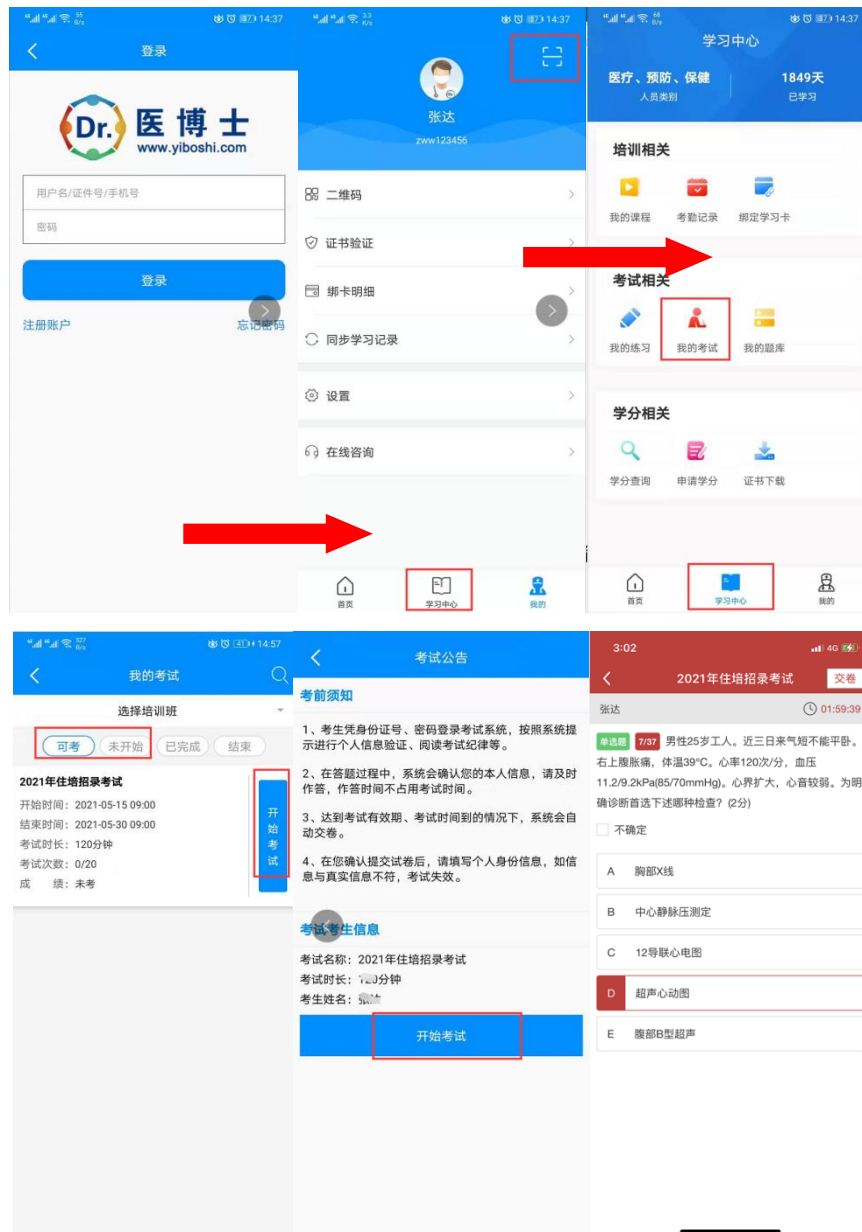 55 B/s
14:37
登录
Dr.
医博士
www.yiboshi.com
用户名/证件号/手机号
密码
登录
注册账户
忘记密码
3.3 K/s
14:37
张达
zww123456
二维码
证书验证
绑卡明细
同步学习记录
设置
在线咨询
首页
学习中心
我的
B/s
14:37
学习中心
医疗、预防、保健
1849天
人员类别
已学习
培训相关
我的课程
考勤记录
绑定学习卡
考试相关
我的练习
我的考试
我的题库
学分相关
学分查询
申请学分
证书下载
首页
学习中心
我的
327 B/s
41
14:57
我的考试
选择培训班
可考
未开始
已完成
结束
2021年住培招录考试
开始时间：2021-05-15 09:00
结束时间：2021-05-30 09:00
考试时长：120分钟
考试次数：0/20
成 绩：未考
开
始
考
试
考试公告
考前须知
1、考生凭身份证号、密码登录考试系统，按照系统提
示进行个人信息验证、阅读考试纪律等。
2、在答题过程中，系统会确认您的本人信息，请及时
作答，作答时间不占用考试时间。
3、达到考试有效期、考试时间到的情况下，系统会自
动交卷。
4、在您确认提交试卷后，请填写个人身份信息，如信
息与真实信息不符，考试失效。
考试考生信息
考试名称：2021年住培招录考试
考试时长：120分钟
考生姓名：
开始考试
3:02
4G
2021年住培招录考试
交卷
张达
01:59:39
单选题 7/37 男性25岁工人。近三日来气短不能平卧。
右上腹胀痛，体温39°C。心率120次/分，血压
11.2/9.2kPa(85/70mmHg)。心界扩大，心音较弱。为明
确诊断首选下述哪种检查？(2分)
不确定
A 胸部X线
B 中心静脉压测定
C 12导联心电图
D 超声心动图
E 腹部B型超声